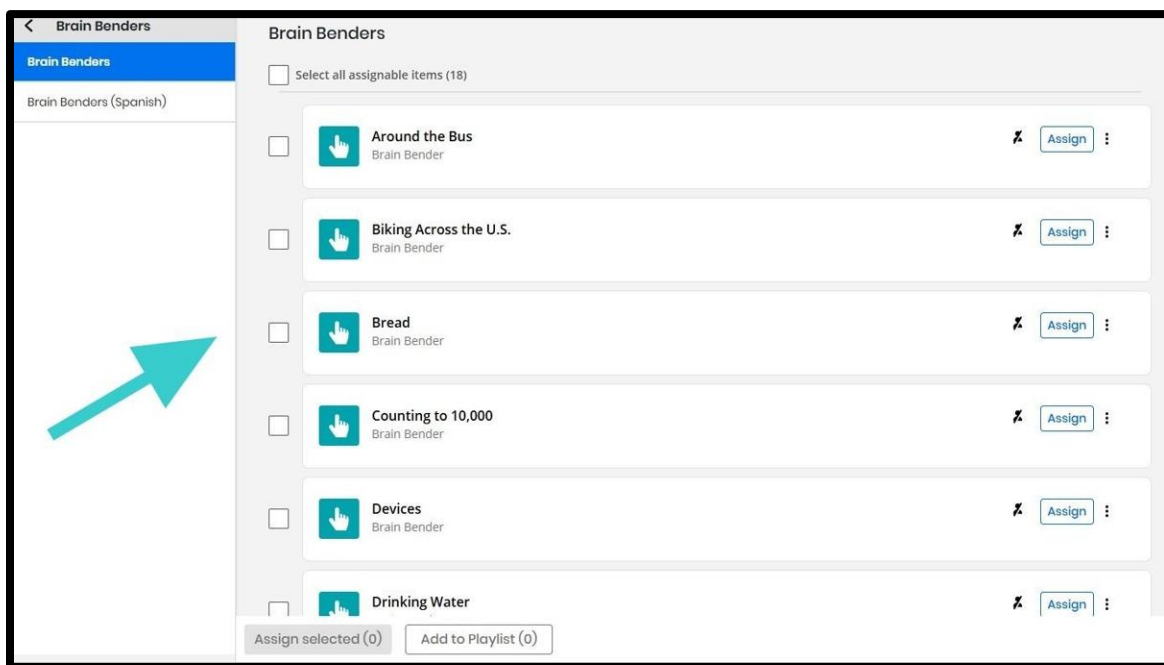 Brain Benders
Brain Benders
Brain Benders (Spanish)
Brain Benders
Select all assignable items (18)
Around the Bus
Brain Bender
Assign
Biking Across the U.S.
Brain Bender
Assign
Bread
Brain Bender
Assign
Counting to 10,000
Brain Bender
Assign
Devices
Brain Bender
Assign
Drinking Water
Assign
Assign selected (0)
Add to Playlist (0)